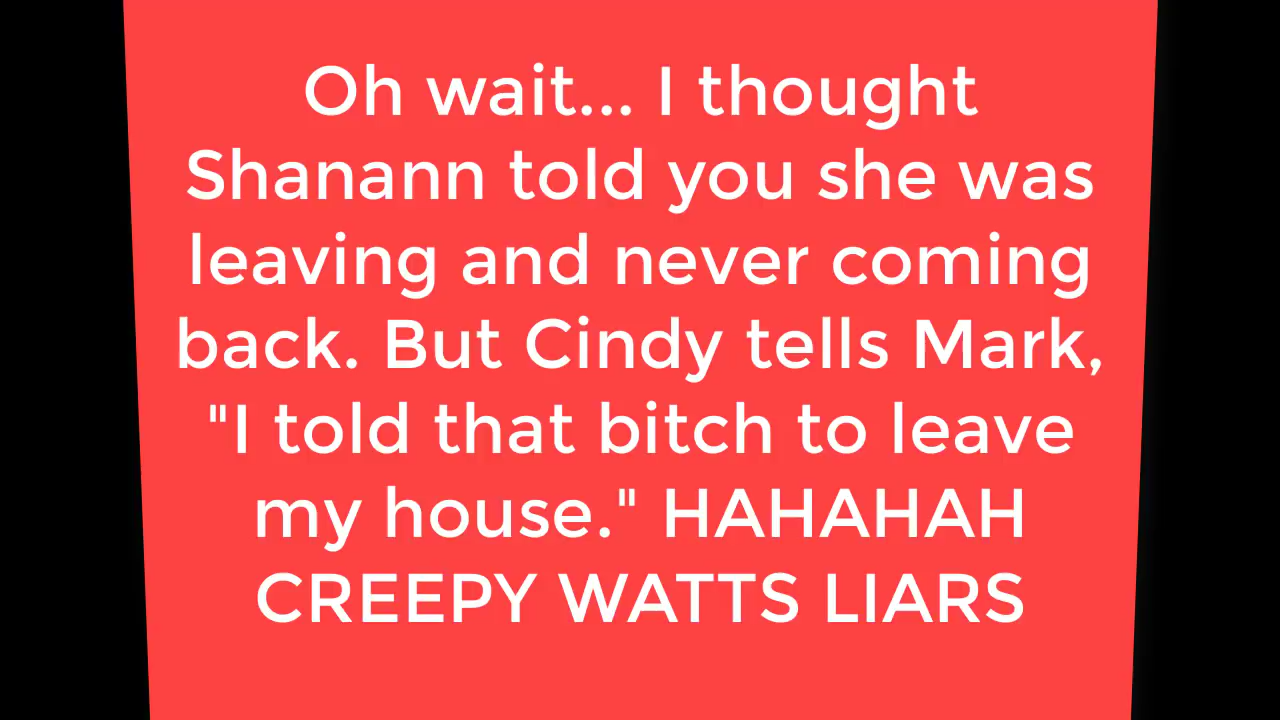 Oh wait... I thought
Shanann told you she was
leaving and never coming
back. But Cindy tells Mark,
"I told that bitch to leave
my house." HAHAHAH
CREEPY WATTS LIARS